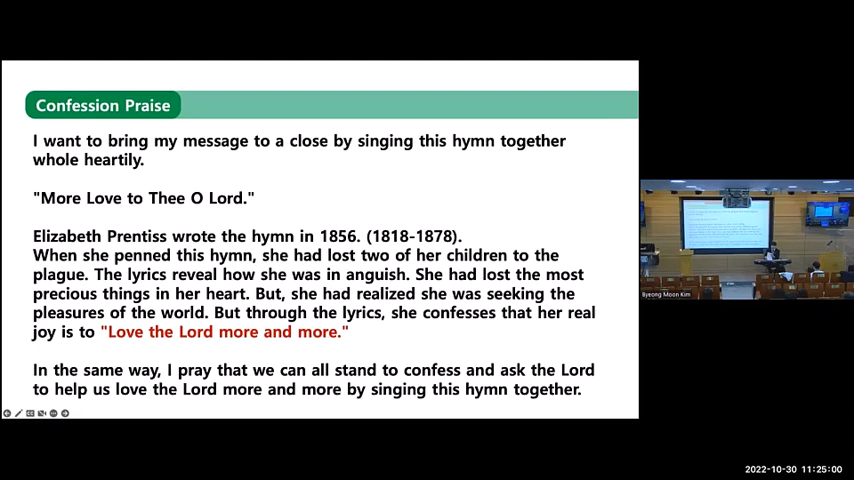 Confession Praise
I want to bring my message to a close by singing this hymn together
whole heartily.
"More Love to Thee O Lord."
Elizabeth Prentiss wrote the hymn in 1856. (1818-1878).
When she penned this hymn, she had lost two of her children to the
plague. The lyrics reveal how she was in anguish. She had lost the most
precious things in her heart. But, she had realized she was seeking the
pleasures of the world. But through the lyrics, she confesses that her real
joy is to "Love the Lord more and more."
In the same way, I pray that we can all stand to confess and ask the Lord
to help us love the Lord more and more by singing this hymn together.
Byeong Moon Kim
2022-10-30 11:25:00